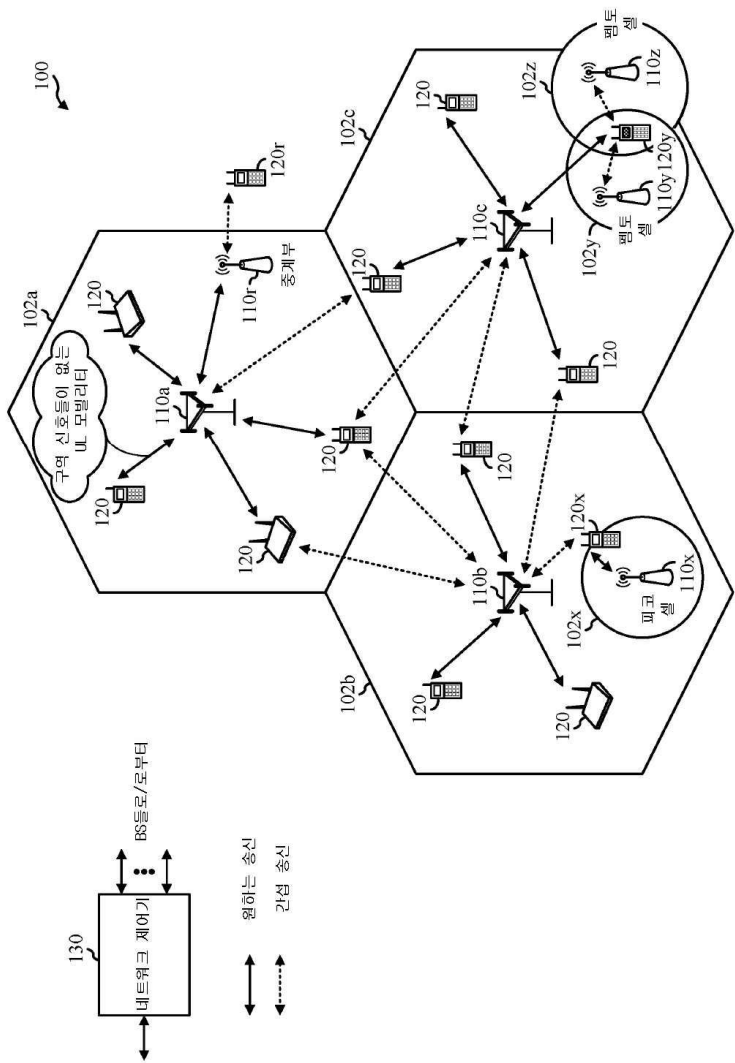 100
130
네트워크 제어기
BS들로/로부터
원하는 송신
간섭 송신
102a
구역 신호들이 없는
UL 모빌리티
120
120
110a
120
110r
중계부
120r
120
120
102b
102c
120
120
110b
110c
120
120
120
102x
120x
피코
셀
110x
102y
펨토
셀
110y
120y
102z
110z
펨토
셀